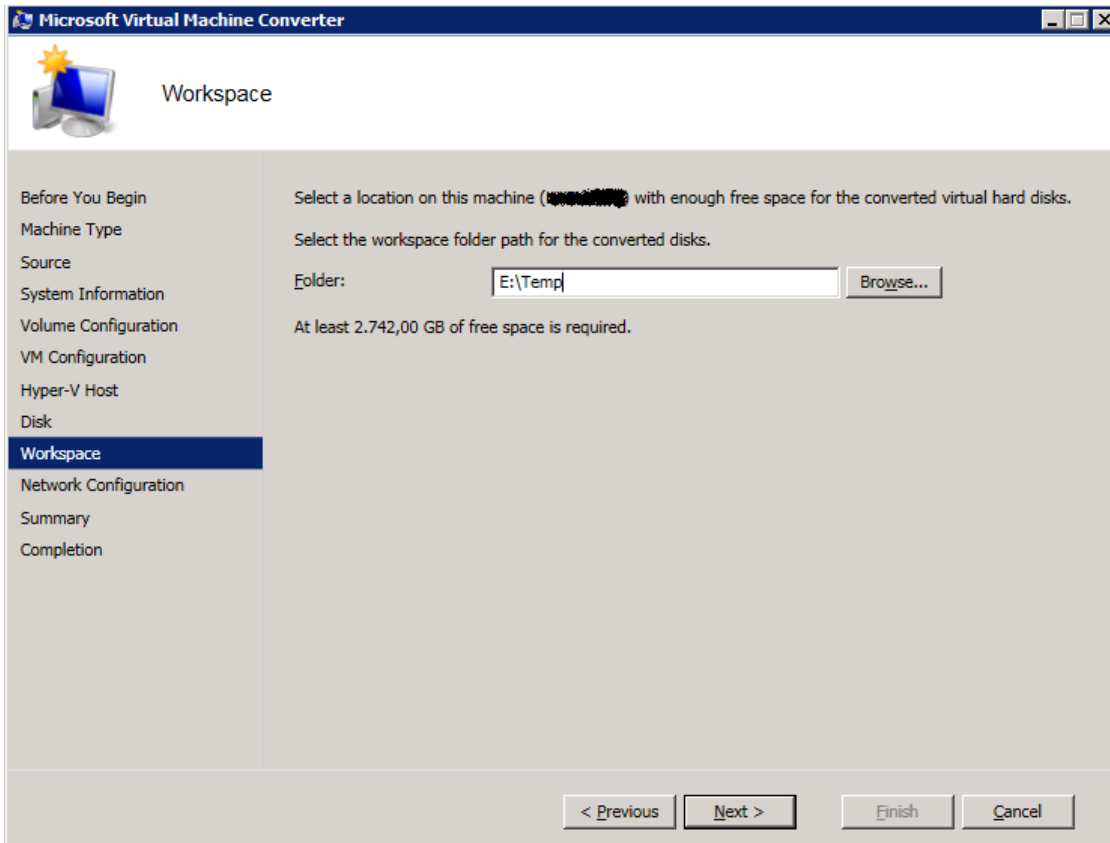 Microsoft Virtual Machine Converter
Workspace
Before You Begin
Machine Type
Source
System Information
Volume Configuration
VM Configuration
Hyper-V Host
Disk
Workspace
Network Configuration
Summary
Completion
Select a location on this machine ( ) with enough free space for the converted virtual hard disks.
Select the workspace folder path for the converted disks.
Folder: E:\Temp Browse...
At least 2.742,00 GB of free space is required.
< Previous Next > Finish Cancel